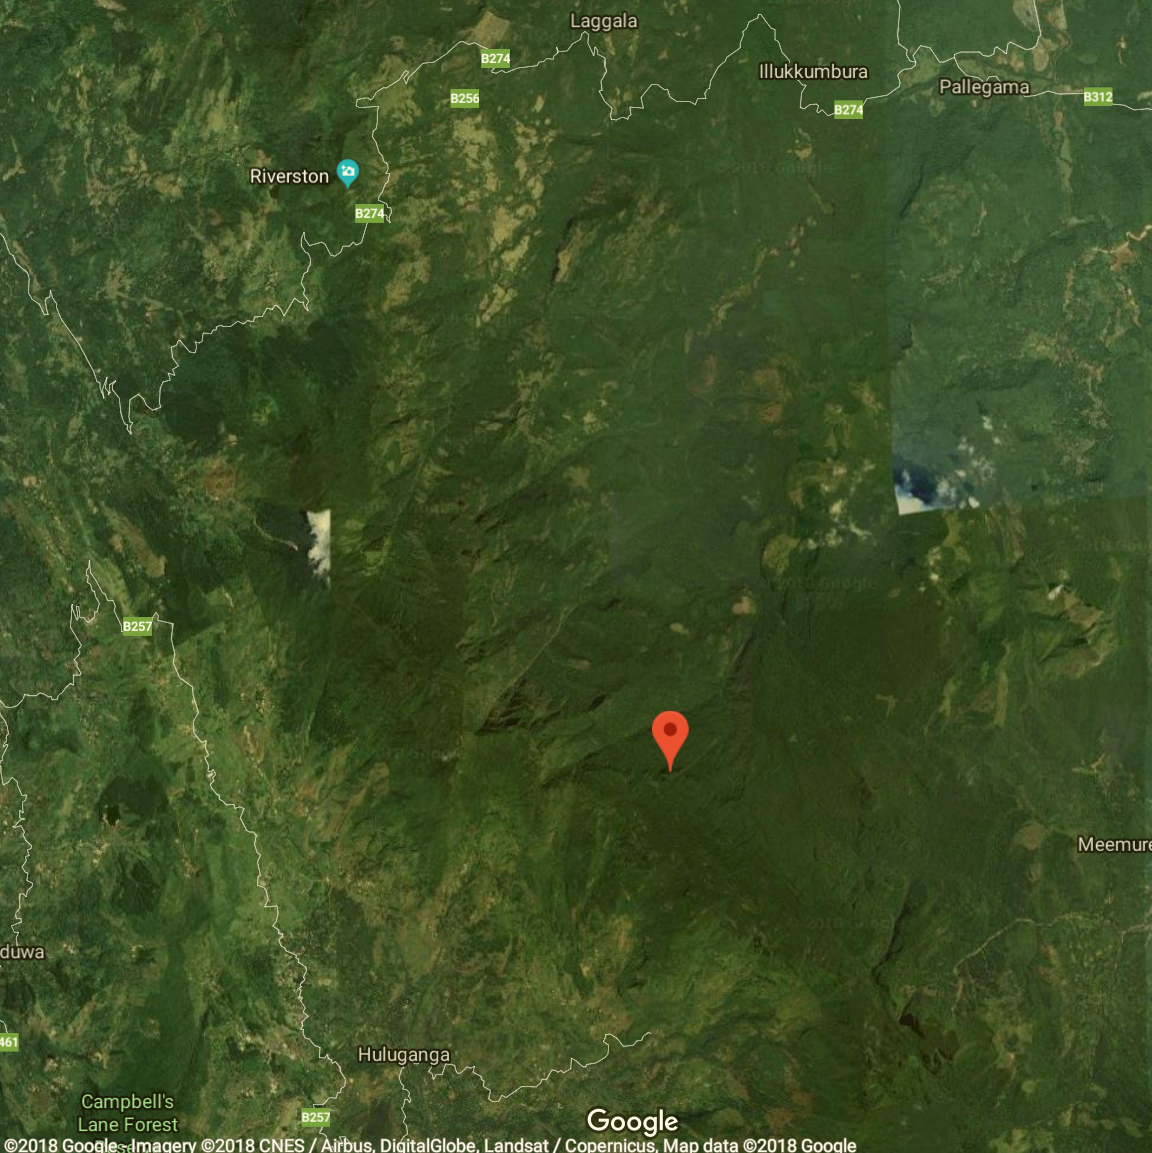 Laggala
B274
Illukkumbura
Pallegama
B256
B312
B274
Riverston
B274
B257
Meemure
duwa
461
Huluganga
Campbell's
Lane Forest
B257
Google
©2018 Google - Imagery ©2018 CNES / Airbus, DigitalGlobe, Landsat / Copernicus, Map data ©2018 Google